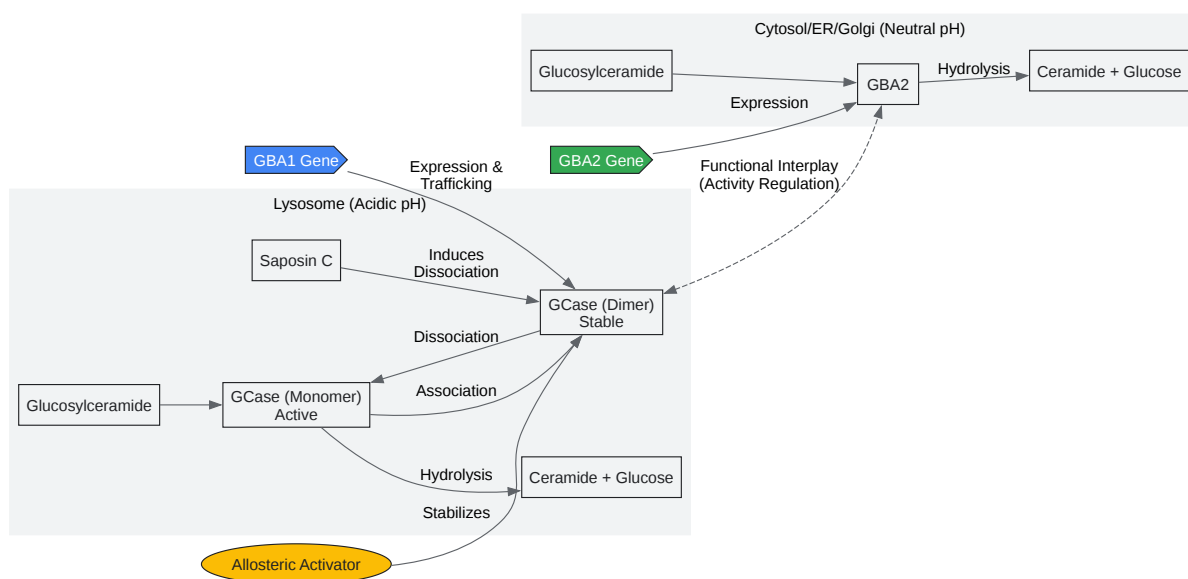 Cytosol/ER/Golgi (Neutral pH)
Glucosylceramide
GBA2
Hydrolysis
Ceramide + Glucose
Expression
GBA1 Gene
GBA2 Gene
Expression &
Trafficking
Functional Interplay
(Activity Regulation)
Lysosome (Acidic pH)
Saposin C
Induces
Dissociation
GCase (Dimer)
Stable
Dissociation
Glucosylceramide
GCase (Monomer)
Active
Association
Hydrolysis
Ceramide + Glucose
Stabilizes
Allosteric Activator